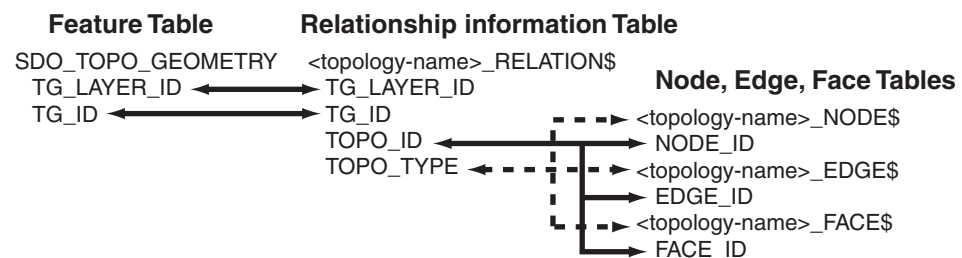 Feature Table
SDO_TOPO_GEOMETRY
TG_LAYER_ID
TG_ID
Relationship information Table
<topology-name>_RELATION$
TG_LAYER_ID
TG_ID
TOPO_ID
TOPO_TYPE
Node, Edge, Face Tables
<topology-name>_NODE$
NODE_ID
<topology-name>_EDGE$
EDGE_ID
<topology-name>_FACE$
FACE_ID